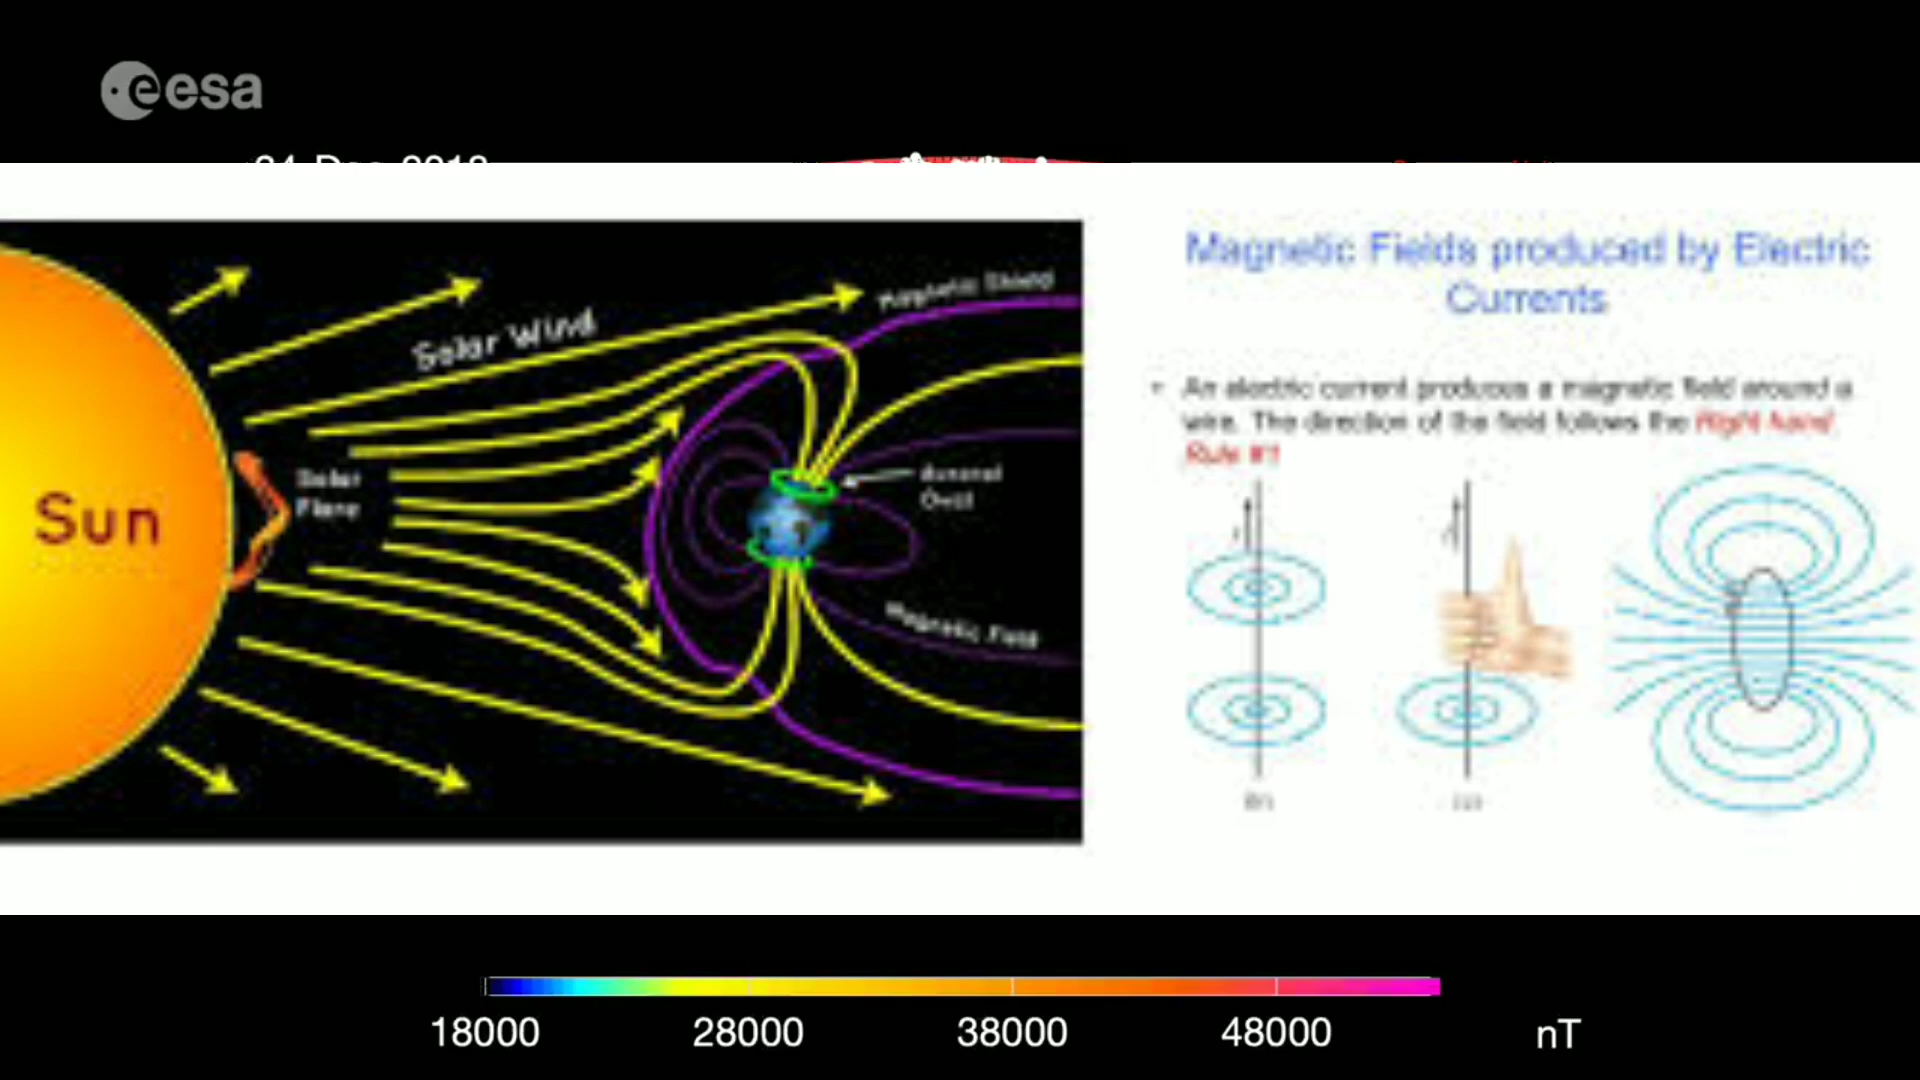 esa
Magnetic Shield
Solar Wind
Magnetic Fields produced by Electric
Currents
• An electric current produces a magnetic field around a
wire. The direction of the field follows the Right hand
Rule #1
Solar
Flare
Auroral
Oval
Sun
Magnetic Field
18000 28000 38000 48000 nT